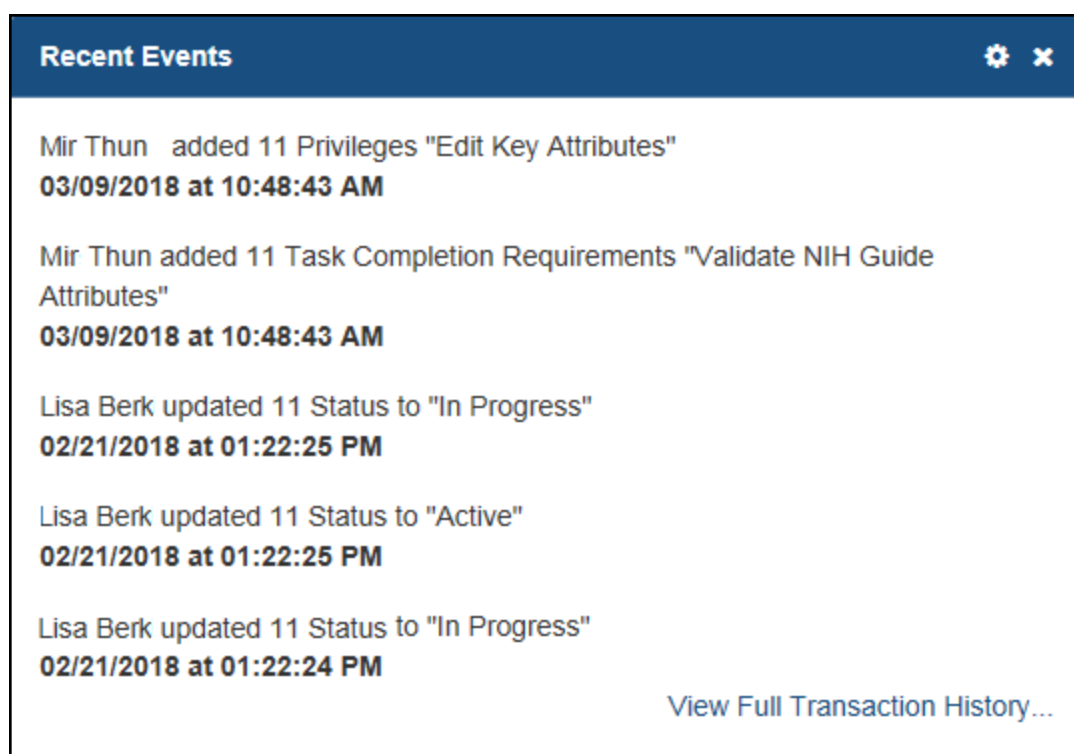 Recent Events
Mir Thun added 11 Privileges "Edit Key Attributes"
03/09/2018 at 10:48:43 AM
Mir Thun added 11 Task Completion Requirements "Validate NIH Guide
Attributes"
03/09/2018 at 10:48:43 AM
Lisa Berk updated 11 Status to "In Progress"
02/21/2018 at 01:22:25 PM
Lisa Berk updated 11 Status to "Active"
02/21/2018 at 01:22:25 PM
Lisa Berk updated 11 Status to "In Progress"
02/21/2018 at 01:22:24 PM
View Full Transaction History...